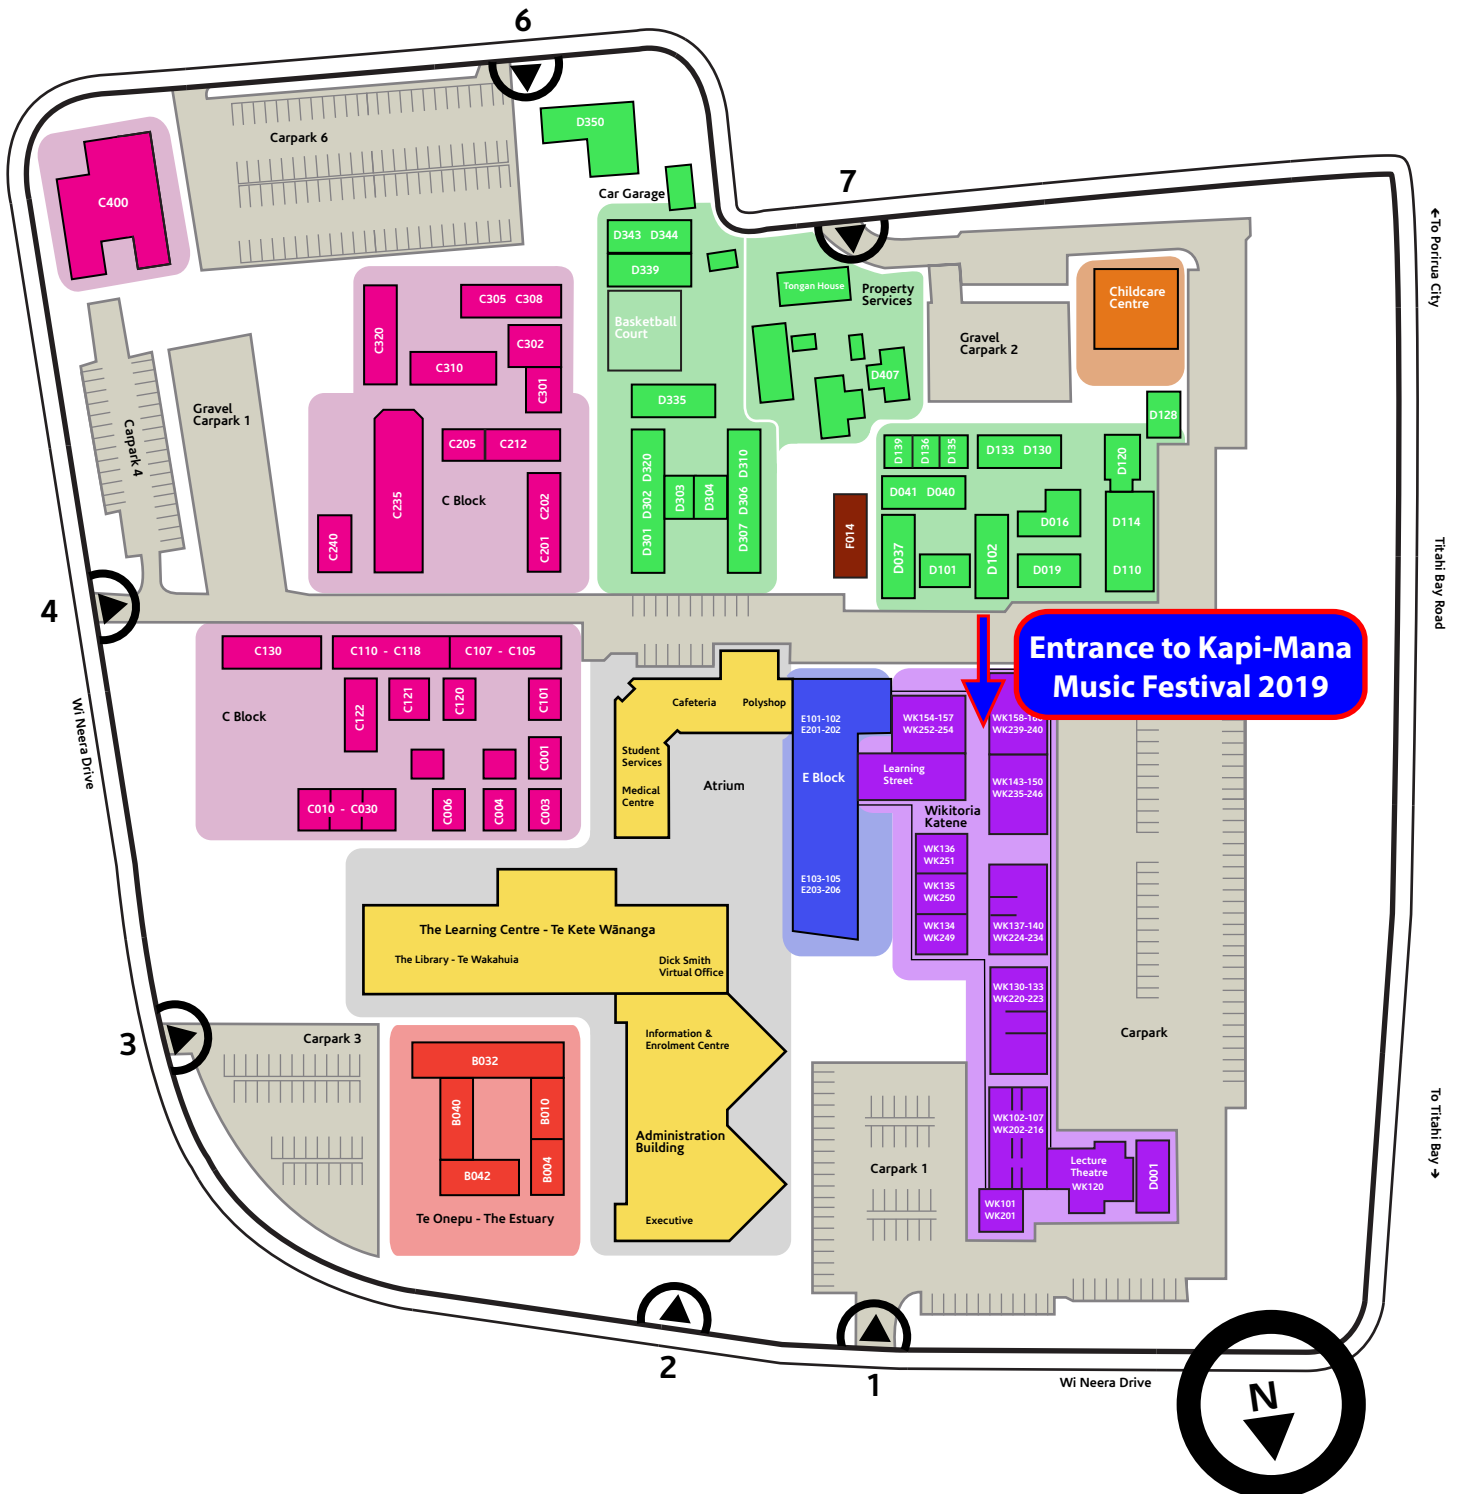 6
Carpark 6
D350
Car Garage
7
C400
D343 D344
D339
Basketball
Court
Tongan House
Property
Services
D407
Gravel
Carpark 2
Childcare
Centre
D128
←To Porirua City
C320
C305 C308
C302
C310
C301
Gravel
Carpark 1
Carpark 4
C205 C212
C235
C Block
C202
C201
C240
D335
D320
D302
D301
D303
D304
D310
D306
D307
F014
D139
D136
D135
D133 D130
D120
D041 D040
D016
D114
D037
D101
D102
D019
D110
Titahi Bay Road
4
Entrance to Kapi-Mana
Music Festival 2019
C130
C110 - C118
C107 - C105
C122
C121
C120
C101
C Block
C001
C010 - C030
C006
C004
C003
Wi Neera Drive
Cafeteria
Polyshop
Student
Services
Medical
Centre
Atrium
E101-102
E201-202
E Block
E103-105
E203-206
WK154-157
WK252-254
WK239-240
Learning
Street
WK143-150
WK235-246
Wikitoria
Katene
WK136
WK251
WK135
WK250
WK134
WK249
WK137-140
WK224-234
WK130-133
WK220-223
Carpark
The Learning Centre - Te Kete Wānanga
The Library - Te Wakahuia
Dick Smith
Virtual Office
Information &
Enrolment Centre
Administration
Building
Executive
3
Carpark 3
B032
B040
B010
B042
B004
Te Onepu - The Estuary
Carpark 1
WK102-107
WK202-216
Lecture
Theatre
WK120
D001
WK101
WK201
To Titahi Bay →
2
1
Wi Neera Drive
N